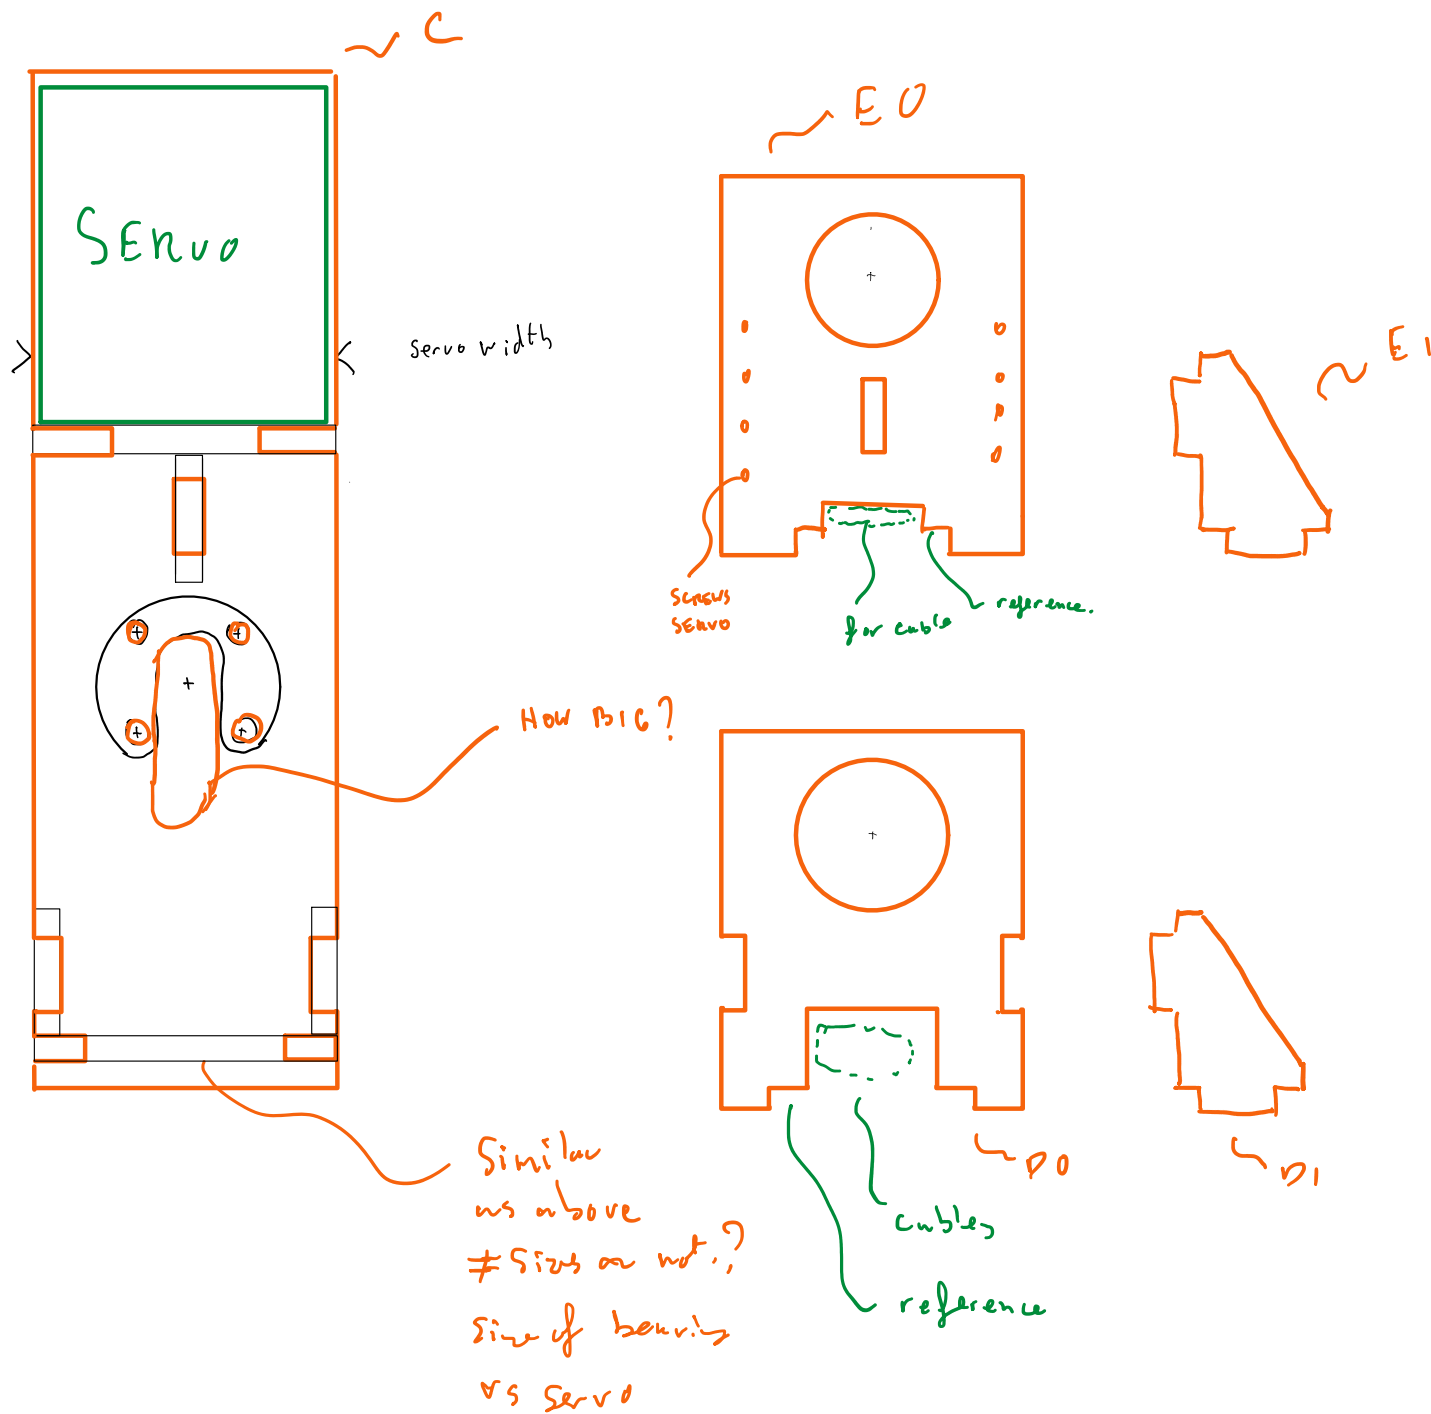 C
E0
SERVO
servo width
E1
SCREWS
SERVO
for cable
reference.
HOW BIG?
D0
D1
Similar
as above
≠ sizes or not.?
cables
reference
size of bearing
vs servo